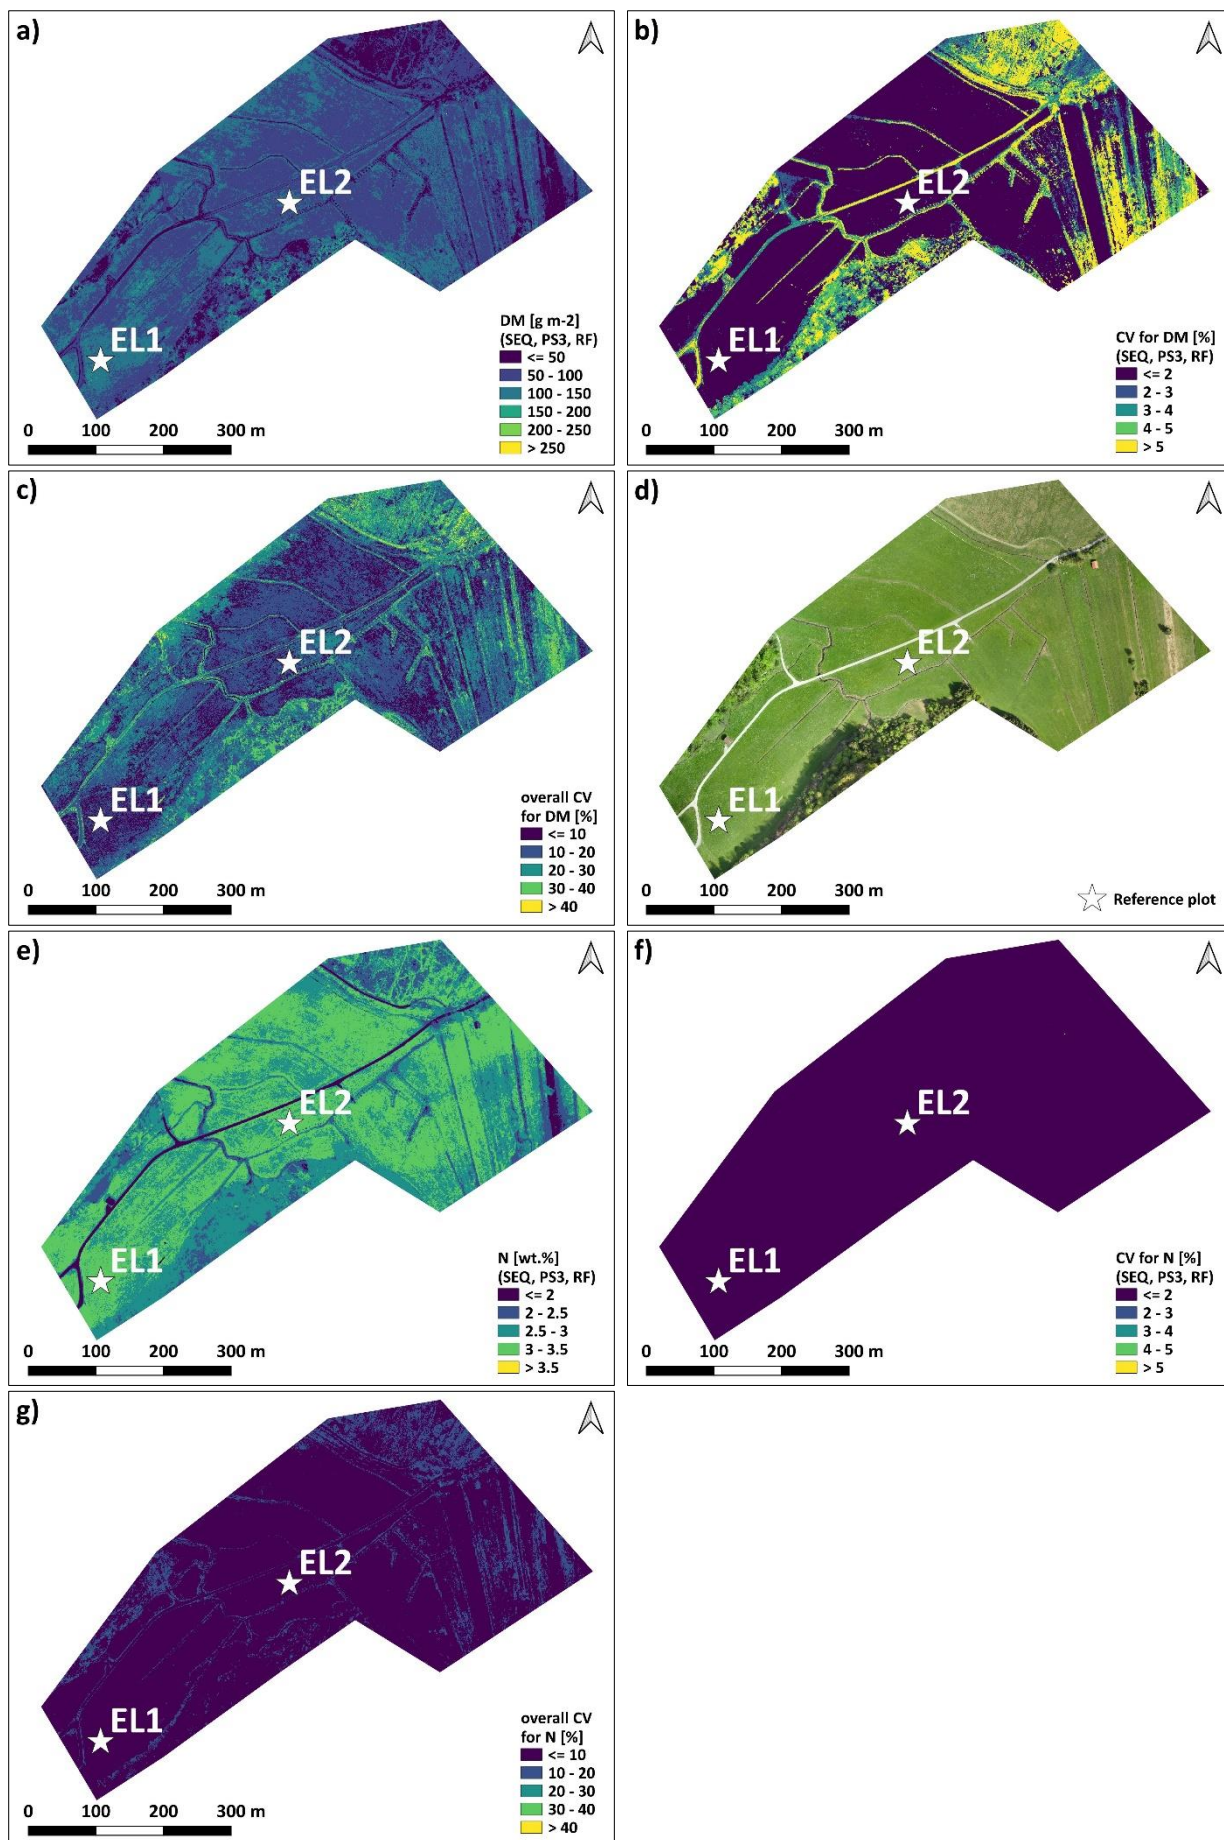 a)
EL2
EL1
DM [g m-2]
(SEQ, PS3, RF)
<= 50
50 - 100
100 - 150
150 - 200
200 - 250
> 250
0 100 200 300 m
b)
EL2
EL1
CV for DM [%]
(SEQ, PS3, RF)
<= 2
2 - 3
3 - 4
4 - 5
> 5
0 100 200 300 m
c)
EL2
EL1
overall CV
for DM [%]
<= 10
10 - 20
20 - 30
30 - 40
> 40
0 100 200 300 m
d)
EL2
EL1
0 100 200 300 m
Reference plot
e)
EL2
EL1
N [wt.%]
(SEQ, PS3, RF)
<= 2
2 - 2.5
2.5 - 3
3 - 3.5
> 3.5
0 100 200 300 m
f)
EL2
EL1
CV for N [%]
(SEQ, PS3, RF)
<= 2
2 - 3
3 - 4
4 - 5
> 5
0 100 200 300 m
g)
EL2
EL1
overall CV
for N [%]
<= 10
10 - 20
20 - 30
30 - 40
> 40
0 100 200 300 m